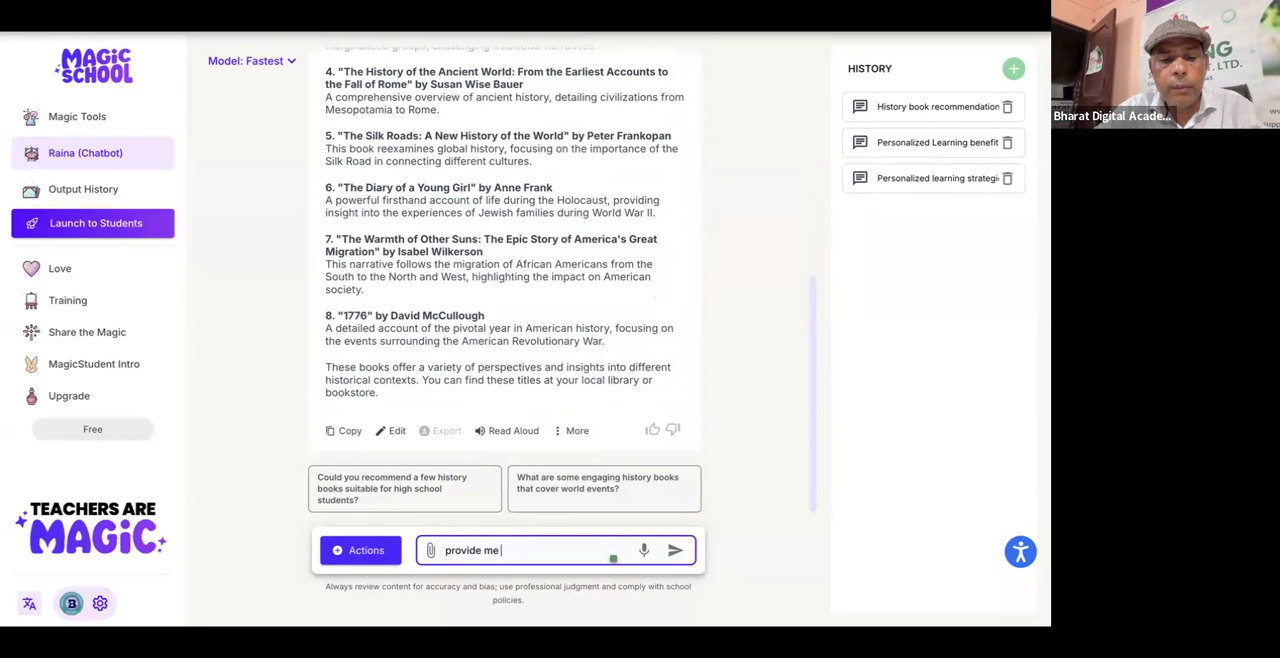 MAGIC
SCHOOL
Magic Tools
Raina (Chatbot)
Output History
Launch to Students
Love
Training
Share the Magic
MagicStudent Intro
Upgrade
Free
TEACHERS ARE
MAGIC
B
Model: Fastest
4. "The History of the Ancient World: From the Earliest Accounts to
the Fall of Rome" by Susan Wise Bauer
A comprehensive overview of ancient history, detailing civilizations from
Mesopotamia to Rome.
5. "The Silk Roads: A New History of the World" by Peter Frankopan
This book reexamines global history, focusing on the importance of the
Silk Road in connecting different cultures.
6. "The Diary of a Young Girl" by Anne Frank
A powerful firsthand account of life during the Holocaust, providing
insight into the experiences of Jewish families during World War II.
7. "The Warmth of Other Suns: The Epic Story of America's Great
Migration" by Isabel Wilkerson
This narrative follows the migration of African Americans from the
South to the North and West, highlighting the impact on American
society.
8. "1776" by David McCullough
A detailed account of the pivotal year in American history, focusing on
the events surrounding the American Revolutionary War.
These books offer a variety of perspectives and insights into different
historical contexts. You can find these titles at your local library or
bookstore.
Copy Edit Export Read Aloud More
Could you recommend a few history
books suitable for high school
students?
What are some engaging history books
that cover world events?
Actions
provide me
Always review content for accuracy and bias; use professional judgment and comply with school
policies.
HISTORY
History book recommendation
Personalized Learning benefit
Personalized learning strategi
Bharat Digital Acade...
T. LTD.